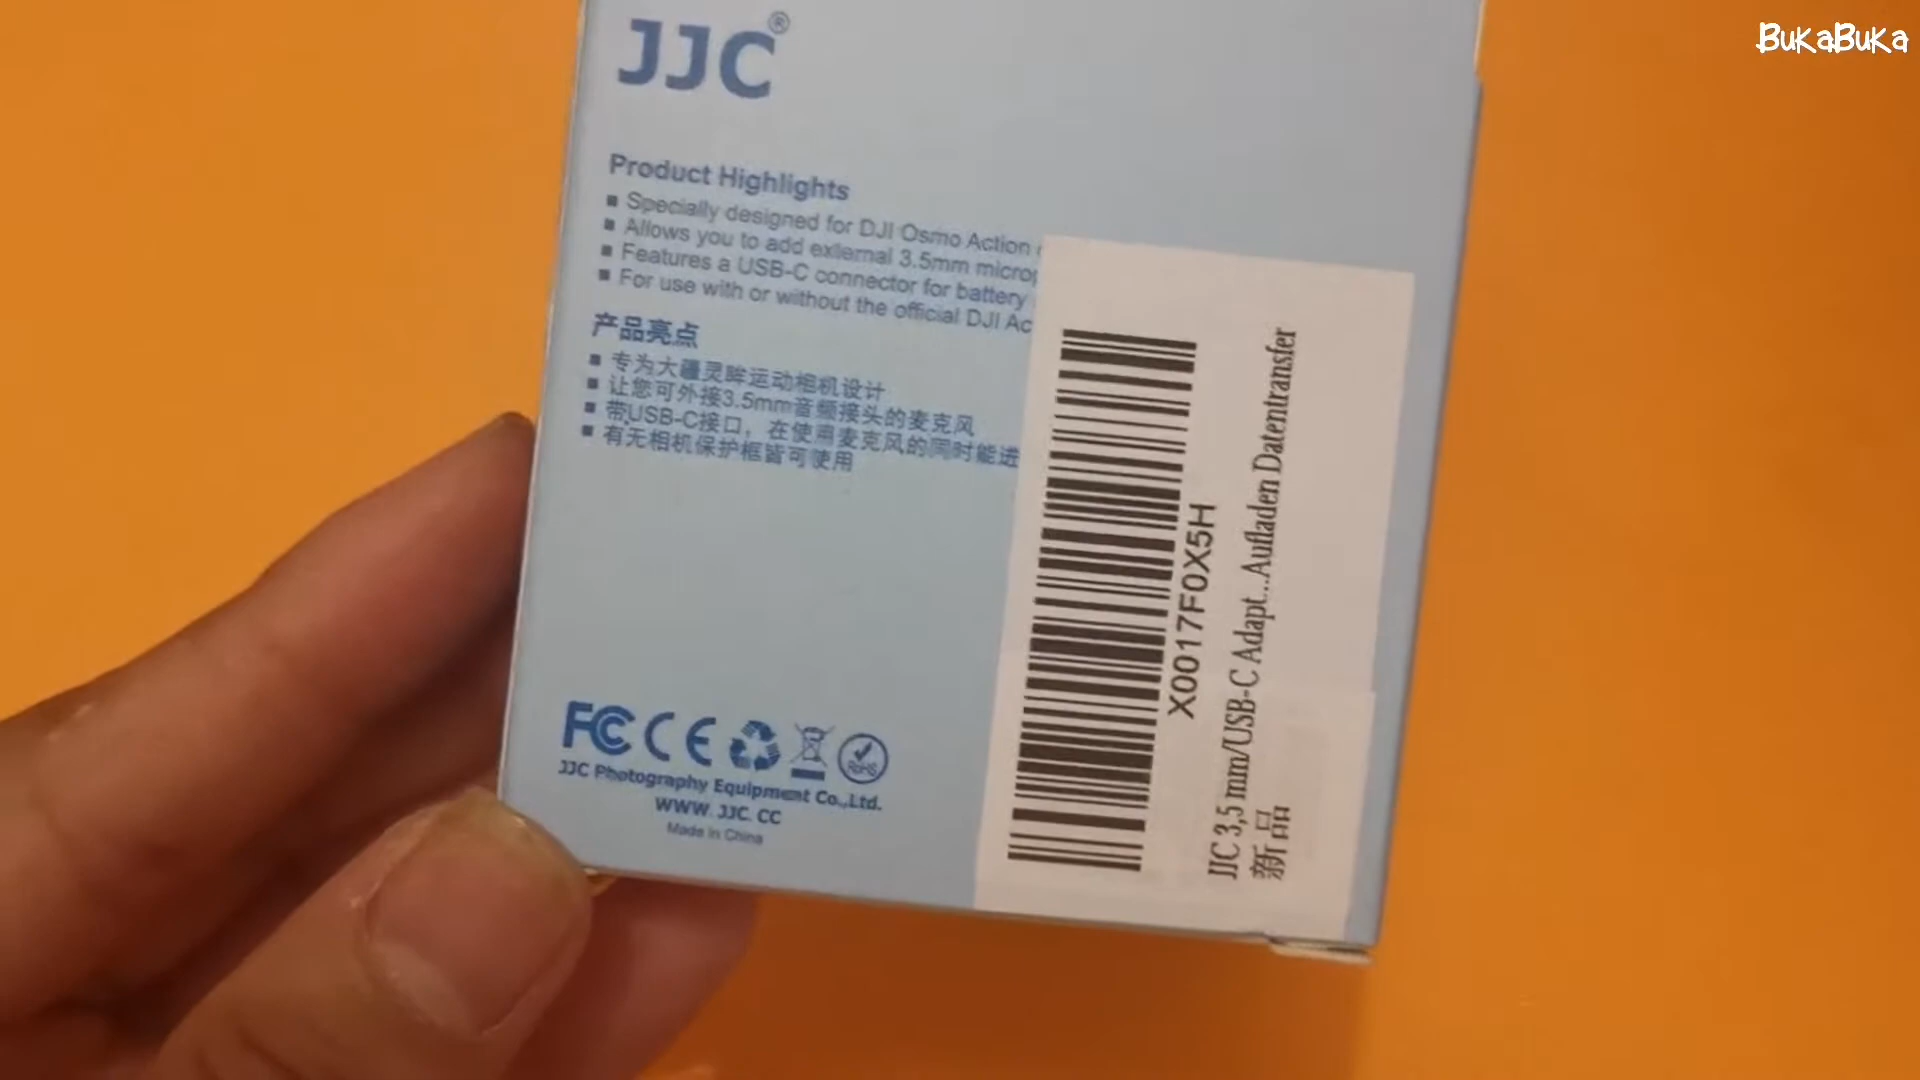 BUKABUKA
JJC®
Product Highlights
▪ Specially designed for DJI Osmo Action
▪ Allows you to add external 3.5mm microp
▪ Features a USB-C connector for battery
▪ For use with or without the official DJI Ac
产品亮点
▪ 专为大疆灵眸运动相机设计
▪ 让您可外接3.5mm音频接头的麦克风
▪ 带USB-C接口，在使用麦克风的同时能进
▪ 有无相机保护框皆可使用
FC CE RoHS
JJC Photography Equipment Co.,Ltd.
WWW.JJC.CC
Made in China
X0017F0X5H
JJC 3,5 mm/USB-C Adapt...Aufladen Datentransfer
新品